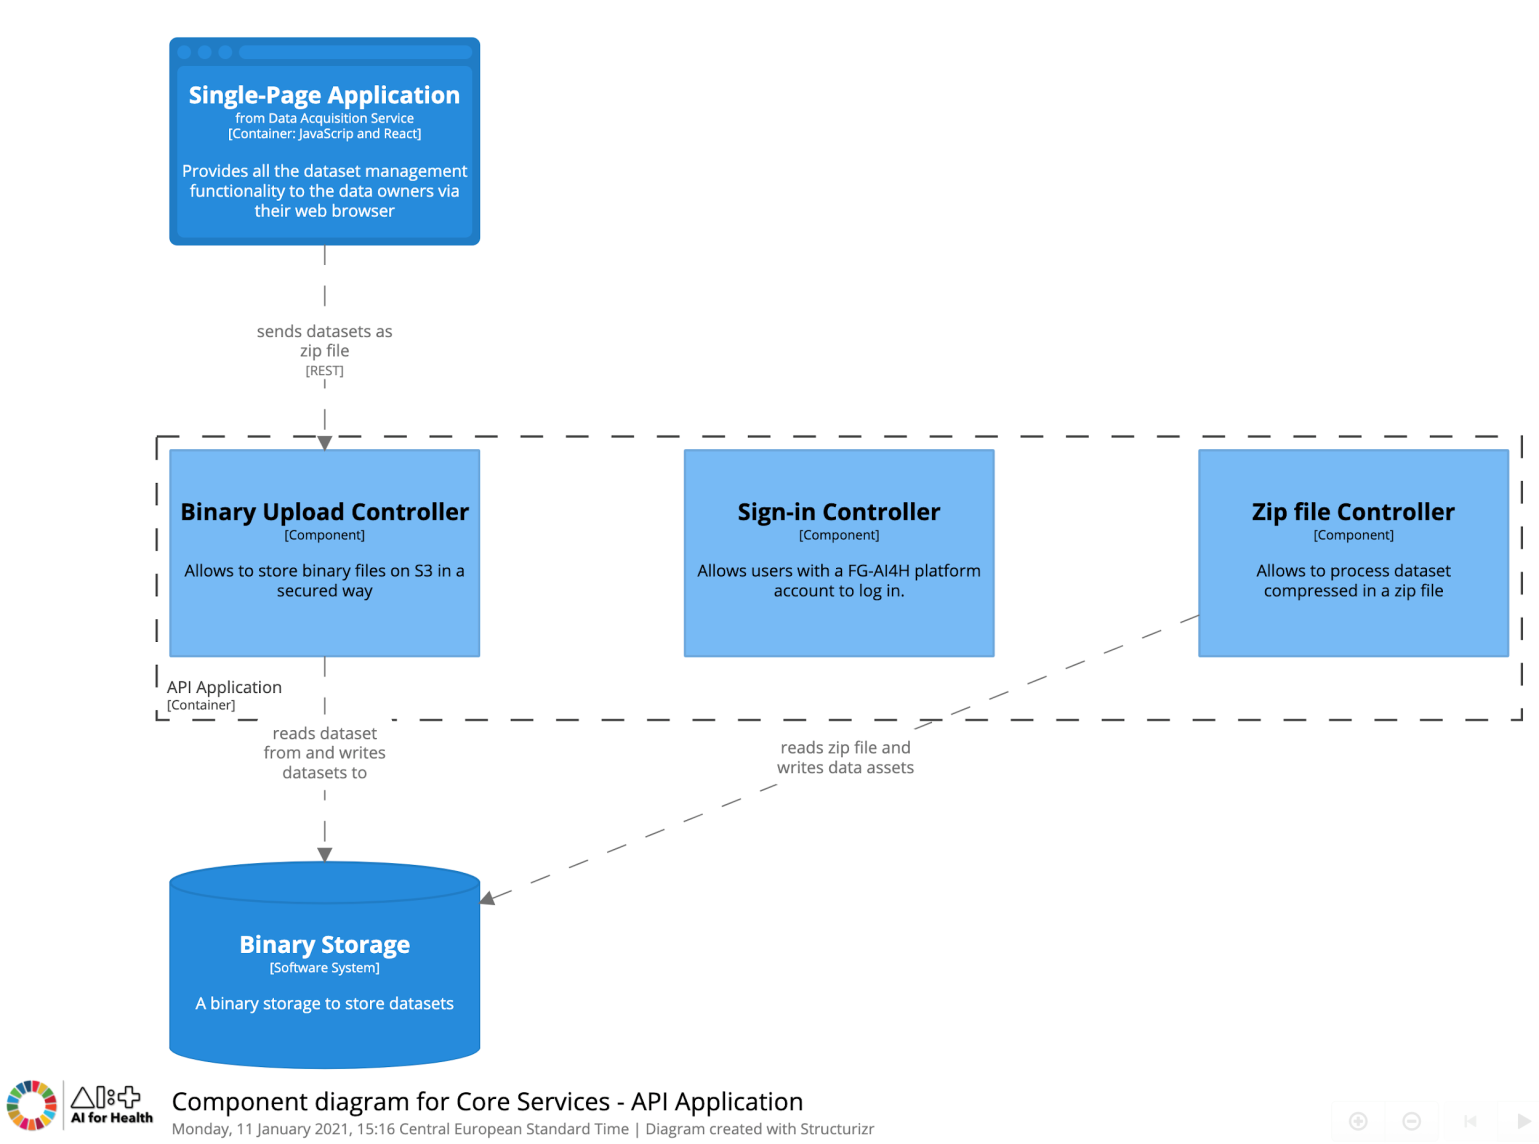 Single-Page Application
from Data Acquisition Service
[Container: JavaScrip and React]
Provides all the dataset management
functionality to the data owners via
their web browser
sends datasets as
zip file
[REST]
Binary Upload Controller
[Component]
Allows to store binary files on S3 in a
secured way
Sign-in Controller
[Component]
Allows users with a FG-AI4H platform
account to log in.
Zip file Controller
[Component]
Allows to process dataset
compressed in a zip file
API Application
[Container]
reads dataset
from and writes
datasets to
reads zip file and
writes data assets
Binary Storage
[Software System]
A binary storage to store datasets
AI for Health
Component diagram for Core Services - API Application
Monday, 11 January 2021, 15:16 Central European Standard Time | Diagram created with Structurizr